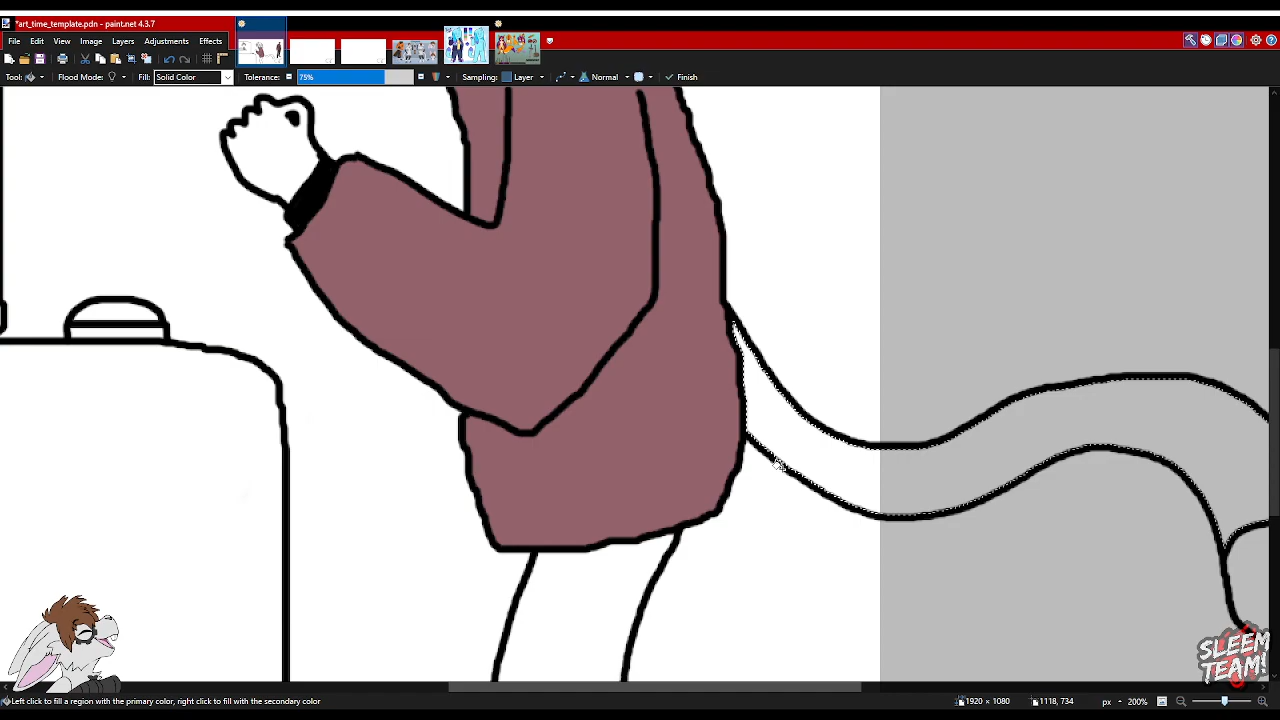 *art_time_template.pdn - paint.net 4.3.7
File Edit View Image Layers Adjustments Effects
Tool: Flood Mode: Fill: Solid Color Tolerance: 75% Sampling: Layer Normal Finish
SLEEM
TEAM!
Left click to fill a region with the primary color, right click to fill with the secondary color 1920 × 1080 1118, 734 px 200%